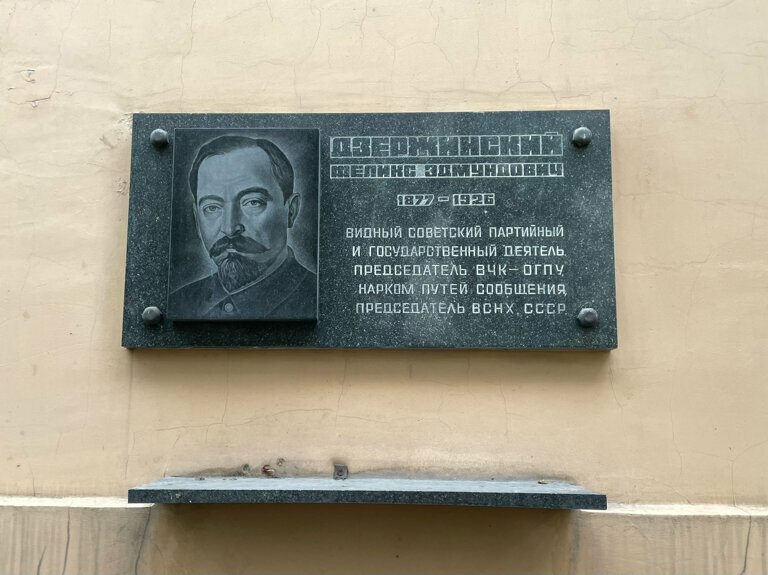 ДЗЕРЖИНСКИЙ
ФЕЛИКС ЭДМУНДОВИЧ
1877-1926
ВИДНЫЙ СОВЕТСКИЙ ПАРТИЙНЫЙ
И ГОСУДАРСТВЕННЫЙ ДЕЯТЕЛЬ
ПРЕДСЕДАТЕЛЬ ВЧК-ОГПУ
НАРКОМ ПУТЕЙ СООБЩЕНИЯ
ПРЕДСЕДАТЕЛЬ ВСНХ СССР